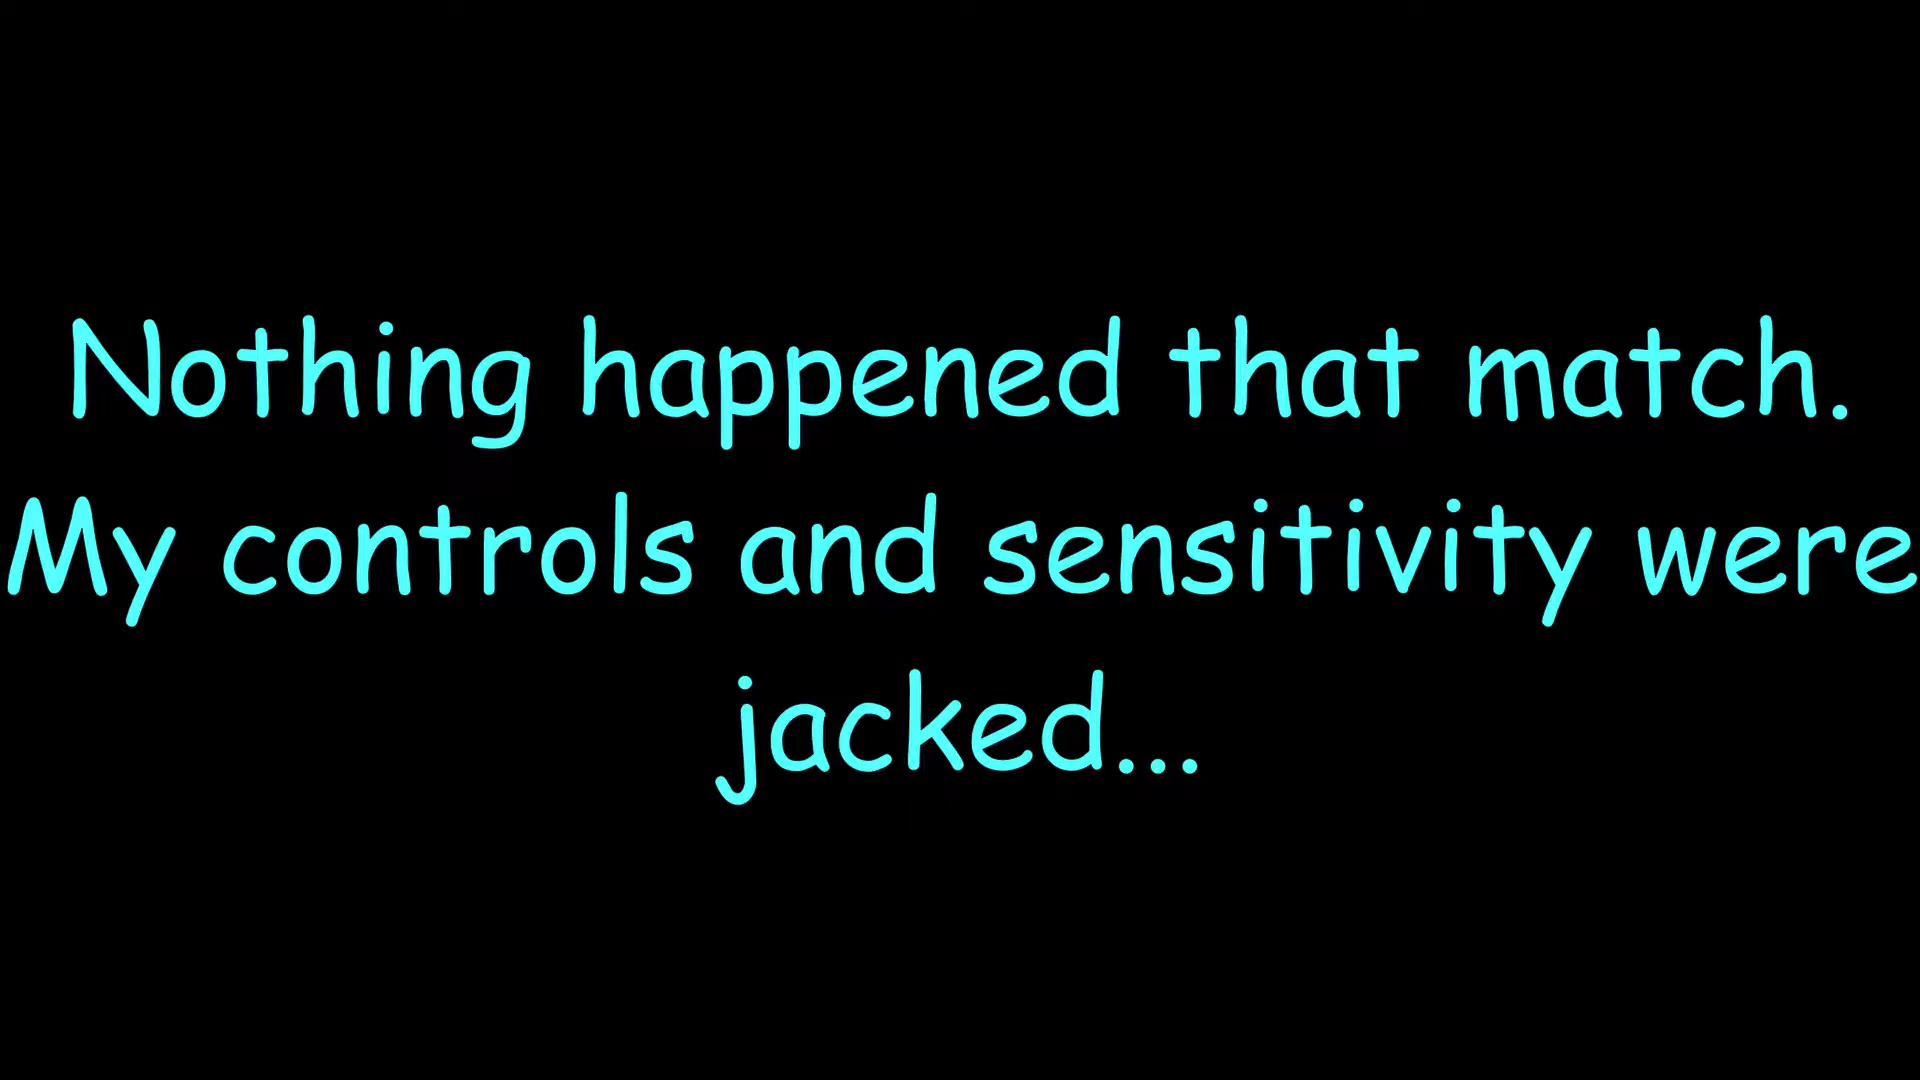 Nothing happened that match.
My controls and sensitivity were
jacked...